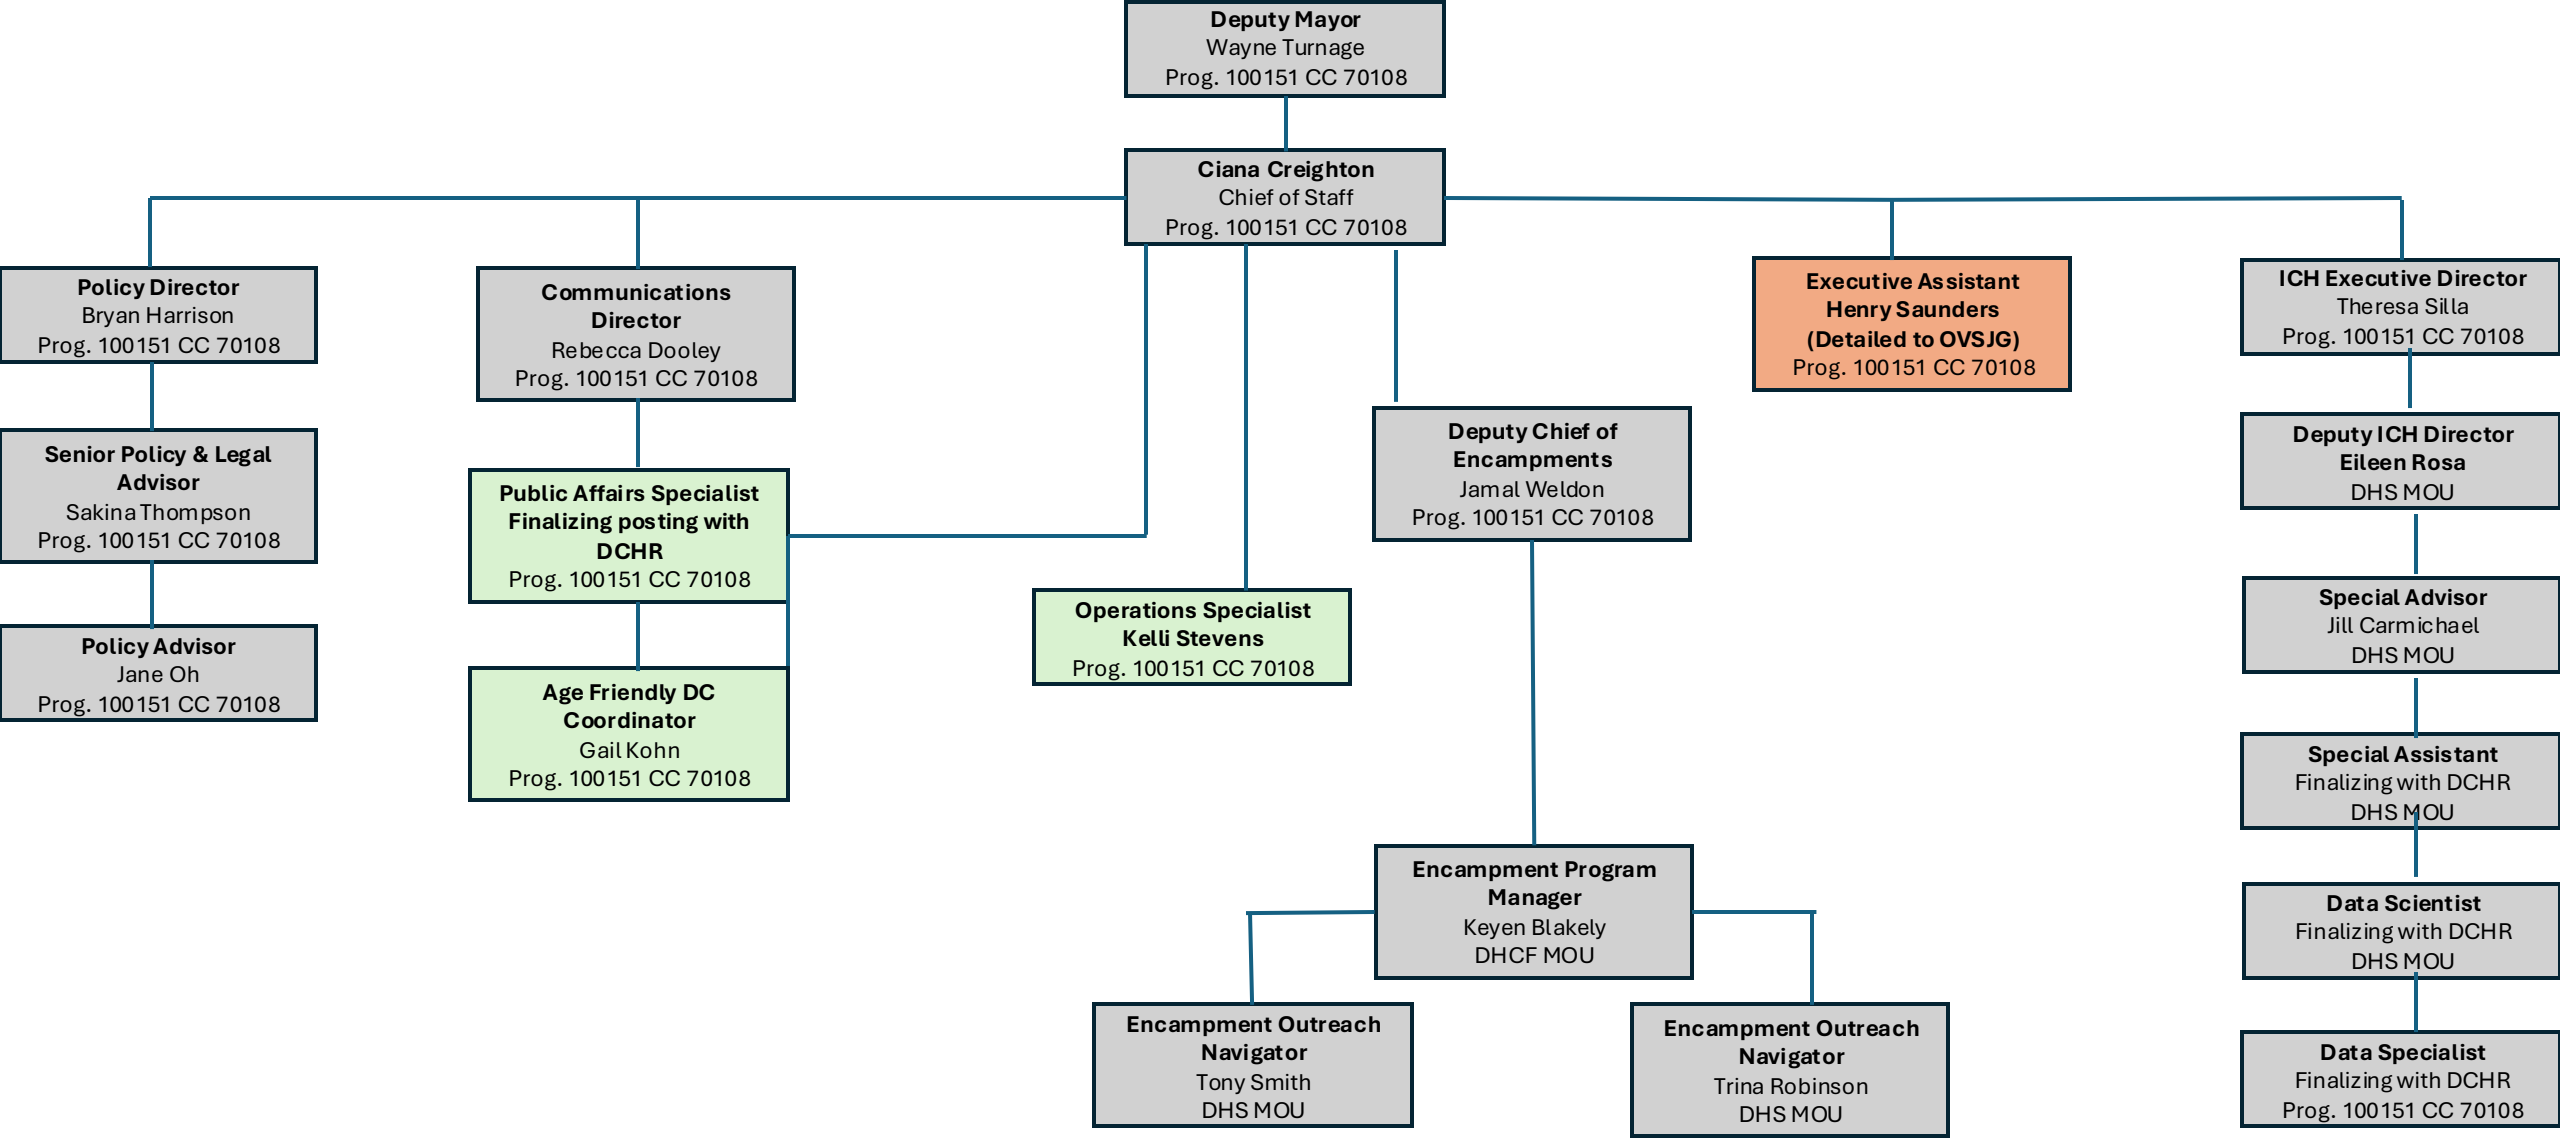 Deputy Mayor
Wayne Turnage
Prog. 100151 CC 70108
Ciana Creighton
Chief of Staff
Prog. 100151 CC 70108
Policy Director
Bryan Harrison
Prog. 100151 CC 70108
Senior Policy & Legal
Advisor
Sakina Thompson
Prog. 100151 CC 70108
Policy Advisor
Jane Oh
Prog. 100151 CC 70108
Communications
Director
Rebecca Dooley
Prog. 100151 CC 70108
Public Affairs Specialist
Finalizing posting with
DCHR
Prog. 100151 CC 70108
Age Friendly DC
Coordinator
Gail Kohn
Prog. 100151 CC 70108
Operations Specialist
Kelli Stevens
Prog. 100151 CC 70108
Deputy Chief of
Encampments
Jamal Weldon
Prog. 100151 CC 70108
Encampment Program
Manager
Keyen Blakely
DHCF MOU
Encampment Outreach
Navigator
Tony Smith
DHS MOU
Encampment Outreach
Navigator
Trina Robinson
DHS MOU
Executive Assistant
Henry Saunders
(Detailed to OVSJG)
Prog. 100151 CC 70108
ICH Executive Director
Theresa Silla
Prog. 100151 CC 70108
Deputy ICH Director
Eileen Rosa
DHS MOU
Special Advisor
Jill Carmichael
DHS MOU
Special Assistant
Finalizing with DCHR
DHS MOU
Data Scientist
Finalizing with DCHR
DHS MOU
Data Specialist
Finalizing with DCHR
Prog. 100151 CC 70108